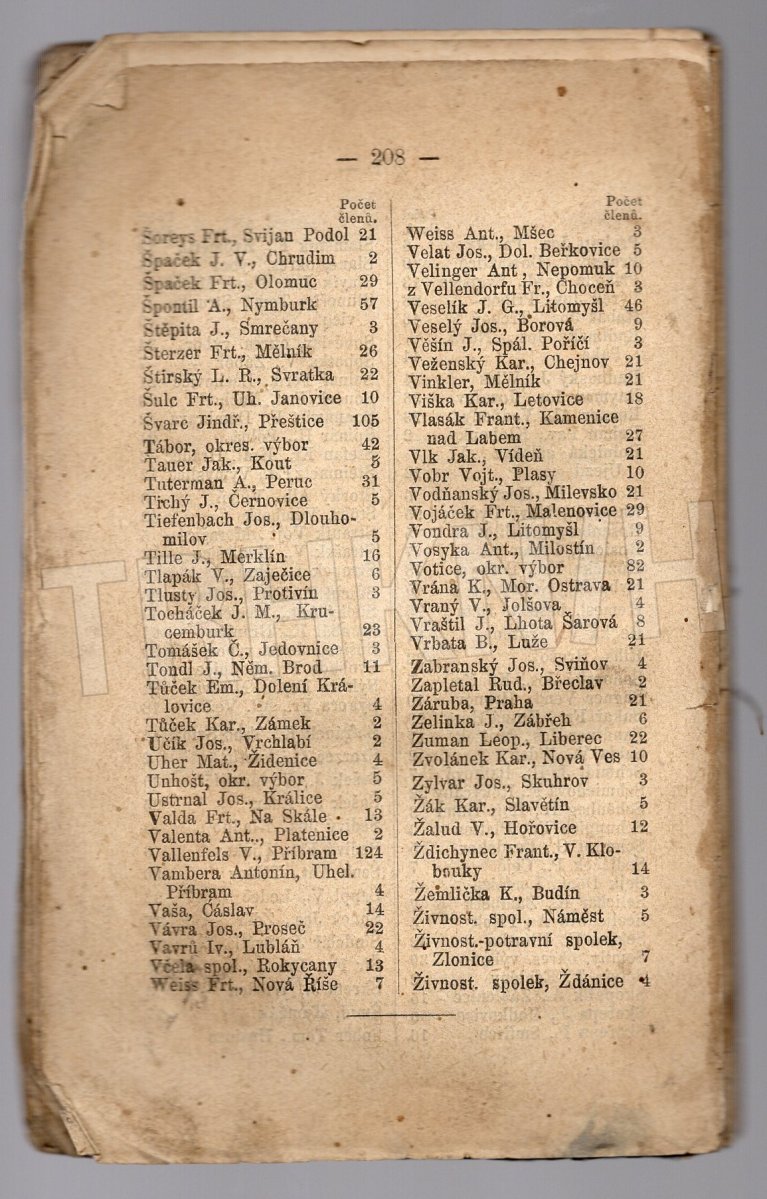 — 208 —
Počet
členů.
Soreys Frt., Svijan Podol 21
Špaček J. V., Chrudim 2
Špaček Frt., Olomuc 29
Špontil A., Nymburk 57
Štěpita J., Smrečany 3
Šterzer Frt., Mělník 26
Štirský L. R., Svratka 22
Šulc Frt., Uh. Janovice 10
Švarc Jindř., Přeštice 105
Tábor, okres. výbor 42
Tauer Jak., Kout 5
Tuterman A., Peruc 31
Tichý J., Černovice 5
Tiefenbach Jos., Dlouho-
milov 5
Tille J., Merklín 16
Tlapák V., Zaječice 6
Tlustý Jos., Protivín 3
Tocháček J. M., Kru-
cemburk 23
Tomášek Č., Jedovnice 3
Tondl J., Něm. Brod 11
Tůček Em., Dolení Krá-
lovice 4
Tůček Kar., Zámek 2
Učík Jos., Vrchlabí 2
Uher Mat., Židenice 4
Unhošt, okr. výbor 5
Ustrnal Jos., Králice 5
Valda Frt., Na Skále 13
Valenta Ant., Platenice 2
Vallenfels V., Příbram 124
Vambera Antonín, Uhel.
Příbram 4
Vaša, Čáslav 14
Vávra Jos., Proseč 22
Vavrů Iv., Lubláň 4
Včela spol., Rokycany 13
Weiss Frt., Nová Říše 7
Počet
členů.
Weiss Ant., Mšec 3
Velat Jos., Dol. Beřkovice 5
Velinger Ant, Nepomuk 10
z Vellendorfu Fr., Choceň 3
Veselík J. G., Litomyšl 46
Veselý Jos., Borová 9
Věšín J., Spál. Poříčí 3
Veženský Kar., Chejnov 21
Vinkler, Mělník 21
Viška Kar., Letovice 18
Vlasák Frant., Kamenice
nad Labem 27
Vlk Jak., Vídeň 21
Vobr Vojt., Plasy 10
Vodňanský Jos., Milevsko 21
Vojáček Frt., Malenovice 29
Vondra J., Litomyšl 9
Vosyka Ant., Milostín 2
Votice, okr. výbor 82
Vrána K., Mor. Ostrava 21
Vraný V., Jolšova 4
Vraštil J., Lhota Šarová 8
Vrbata B., Luže 21
Zabranský Jos., Sviňov 4
Zapletal Rud., Břeclav 2
Záruba, Praha 21
Zelinka J., Zábřeh 6
Zuman Leop., Liberec 22
Zvolánek Kar., Nová Ves 10
Zylvar Jos., Skuhrov 3
Žák Kar., Slavětín 5
Žalud V., Hořovice 12
Ždichynec Frant., V. Klo-
bouky 14
Žemlička K., Budín 3
Živnost. spol., Náměst 5
Živnost.-potravní spolek,
Zlonice 7
Živnost. spolek, Ždánice 4